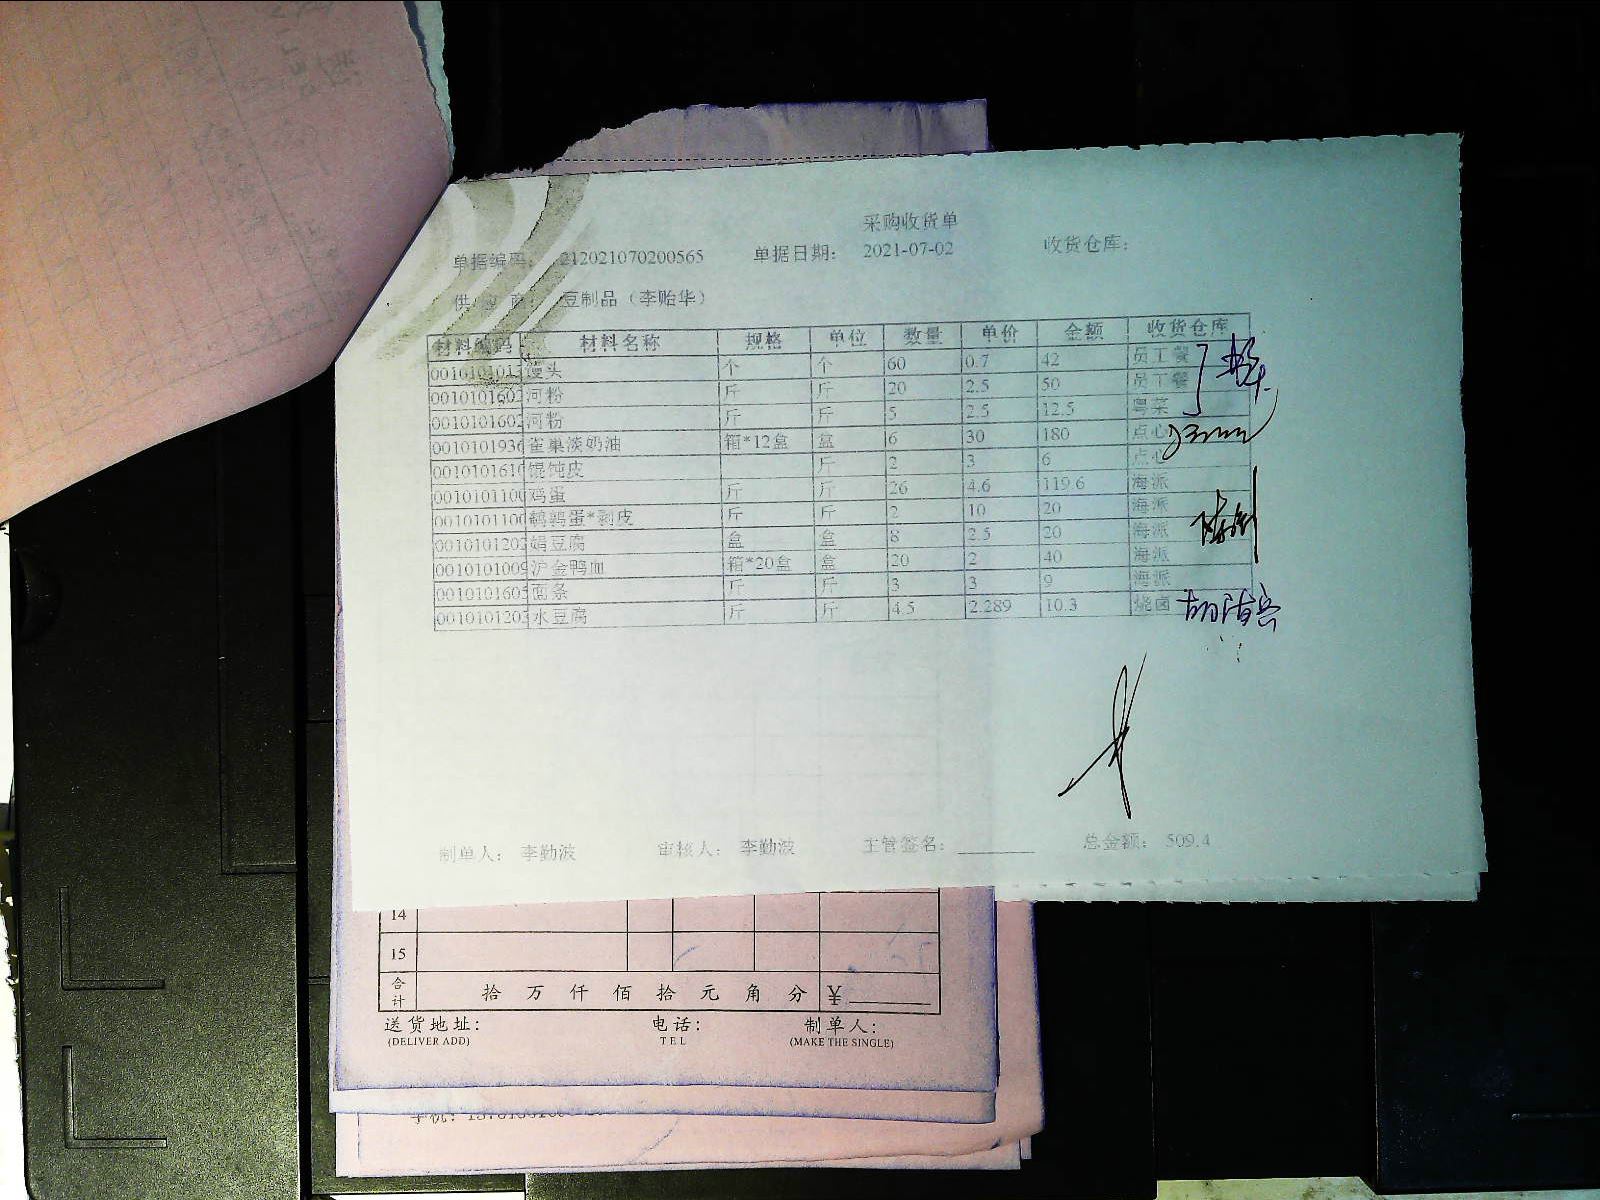 采购收货单
单据编码: 212021070200565 单据日期: 2021-07-02 收货仓库:
供应商: 豆制品（李贻华）
材料编码 材料名称 规格 单位 数量 单价 金额 收货仓库
馒头 个 个 60 0.7 42 员工餐
0010101602 河粉 斤 斤 20 2.5 50 员工餐
0010101602 河粉 斤 斤 5 2.5 12.5 粤菜
0010101936 雀巢淡奶油 箱*12盒 盒 6 30 180 点心
0010101610 馄饨皮 斤 2 3 6 点心
0010101100 鸡蛋 斤 斤 26 4.6 119.6 海派
0010101100 鹌鹑蛋*剥皮 斤 斤 2 10 20 海派
0010101202 绢豆腐 盒 盒 8 2.5 20 海派
0010101009 沪金鸭血 箱*20盒 盒 20 2 40 海派
0010101605 面条 斤 斤 3 3 9 海派
0010101203 水豆腐 斤 斤 4.5 2.289 10.3 烧卤
制单人: 李勤波 审核人: 李勤波 主管签名: 总金额: 509.4
14
15
合计 拾 万 仟 佰 拾 元 角 分 ¥
送货地址: 电话: 制单人:
(DELIVER ADD) TEL (MAKE THE SINGLE)